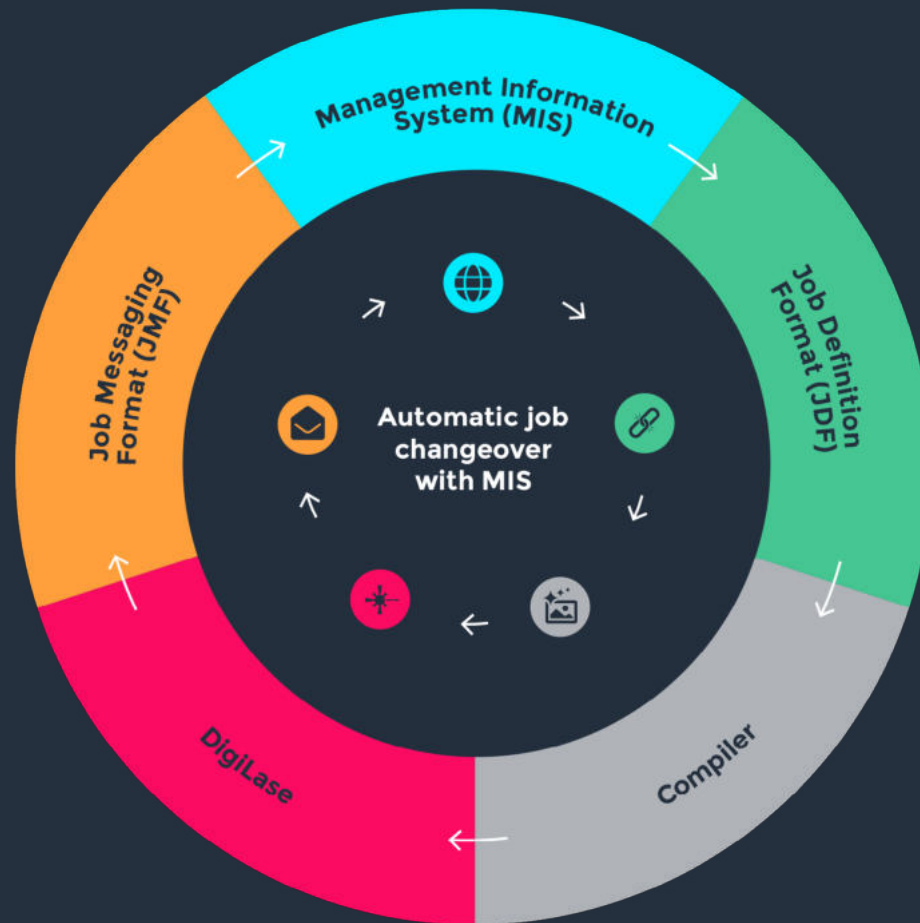 Management Information
System (MIS)
Job Definition
Format (JDF)
Compiler
DigiLase
Job Messaging
Format (JMF)
Automatic job
changeover
with MIS